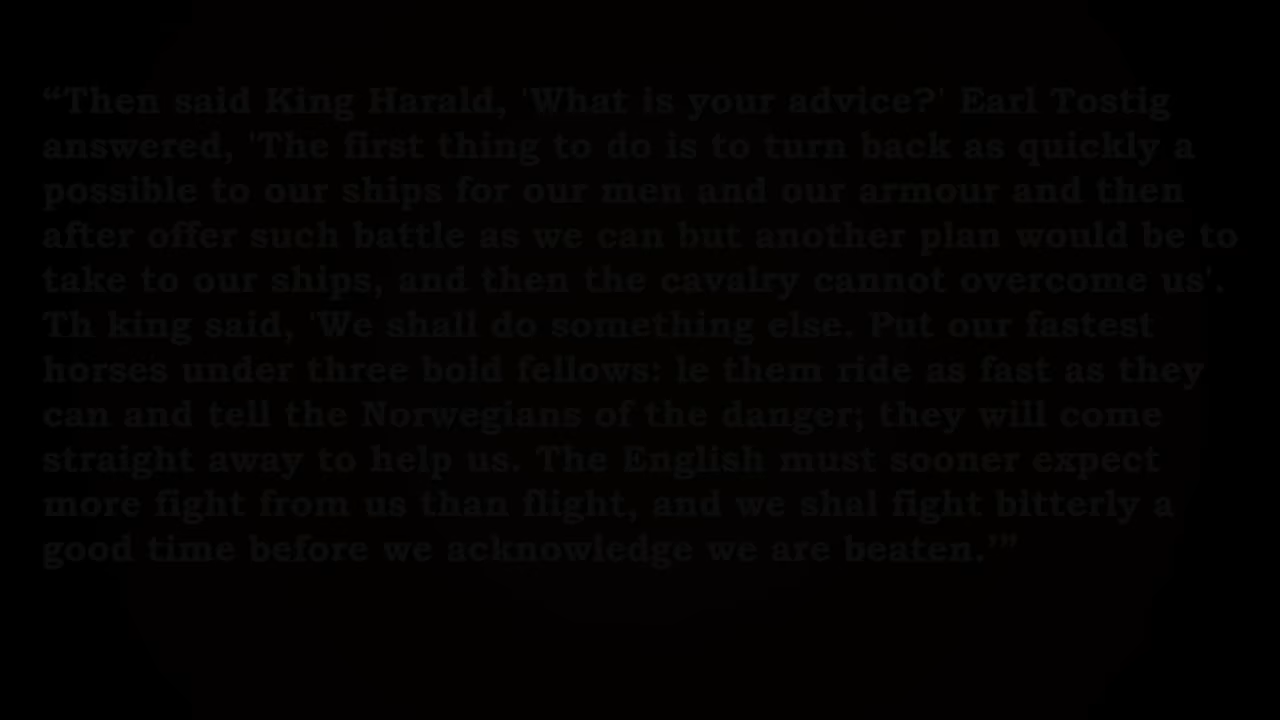 “Then said King Harald, 'What is your advice?' Earl Tostig
answered, 'The first thing to do is to turn back as quickly a
possible to our ships for our men and our armour and then
after offer such battle as we can but another plan would be to
take to our ships, and then the cavalry cannot overcome us'.
Th king said, 'We shall do something else. Put our fastest
horses under three bold fellows: le them ride as fast as they
can and tell the Norwegians of the danger; they will come
straight away to help us. The English must sooner expect
more fight from us than flight, and we shal fight bitterly a
good time before we acknowledge we are beaten.'”